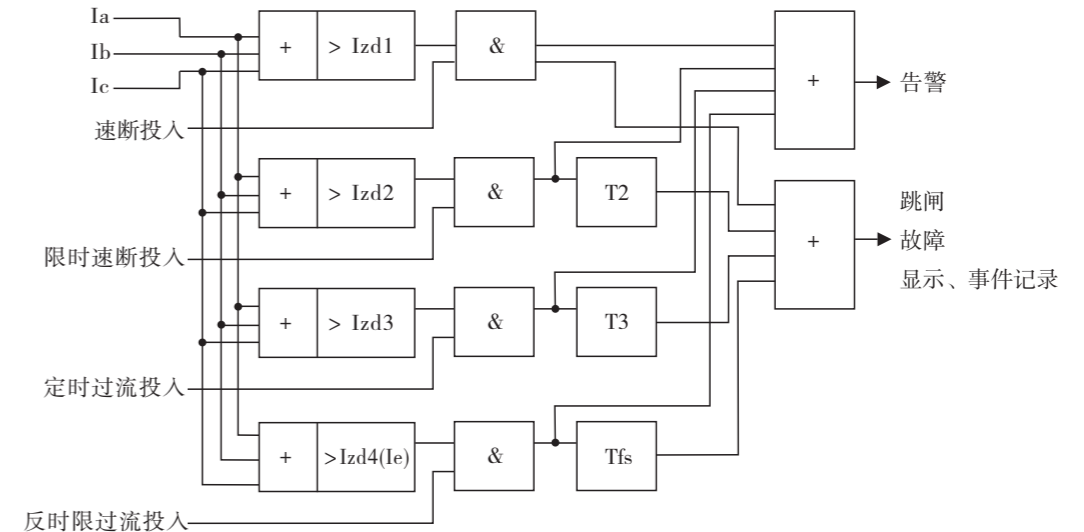 Ia
Ib
Ic
+
> Izd1
&
+
告警
速断投入
+
> Izd2
&
T2
+
跳闸
故障
显示、事件记录
限时速断投入
+
> Izd3
&
T3
定时过流投入
+
>Izd4(Ie)
&
Tfs
反时限过流投入